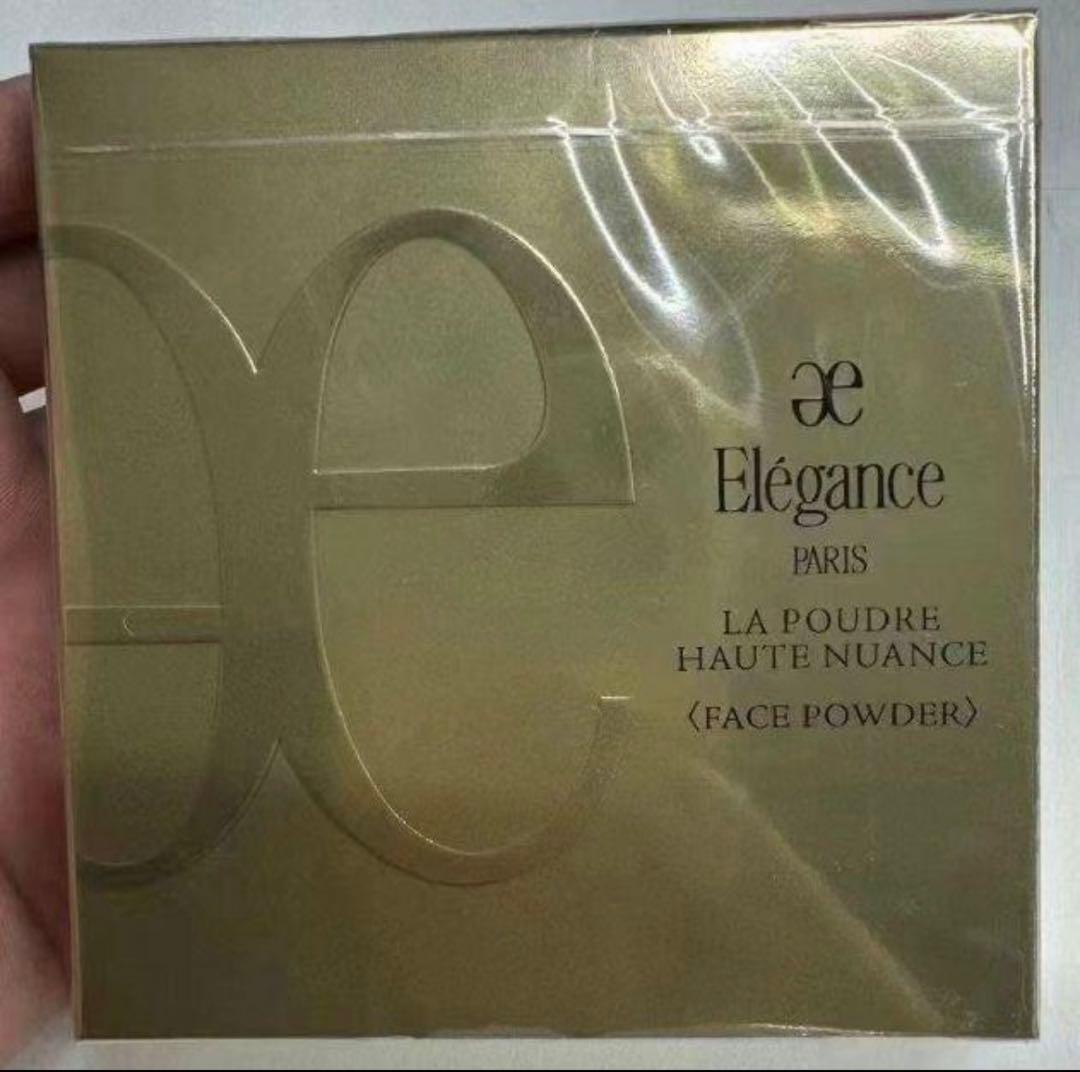 æ
Elégance
PARIS
LA POUDRE
HAUTE NUANCE
〈FACE POWDER〉